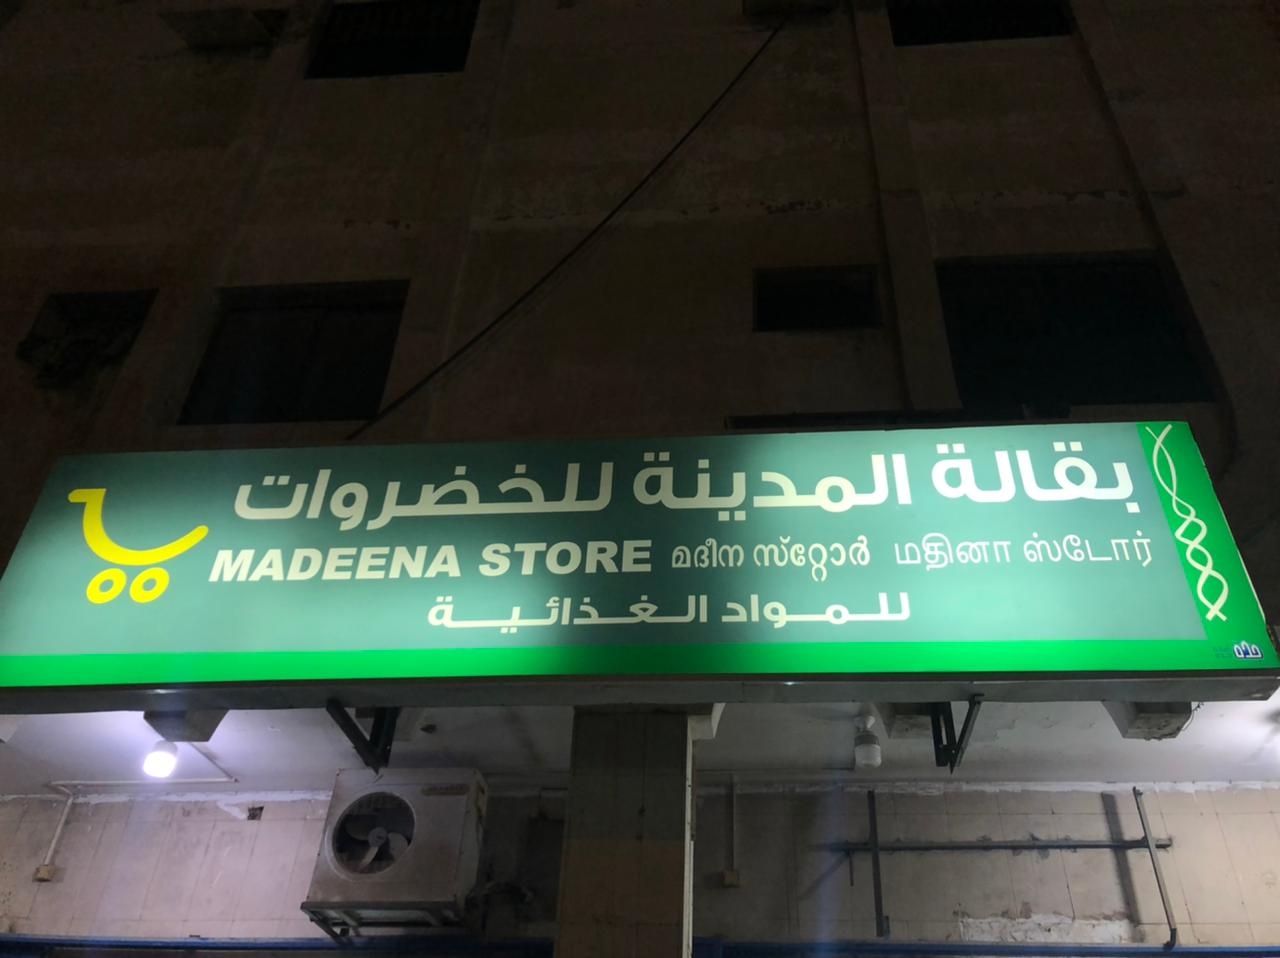 بقالة المدينة للخضروات
MADEENA STORE മദീന സ്റ്റോർ மதினா ஸ்டோர்
للمواد الغذائية